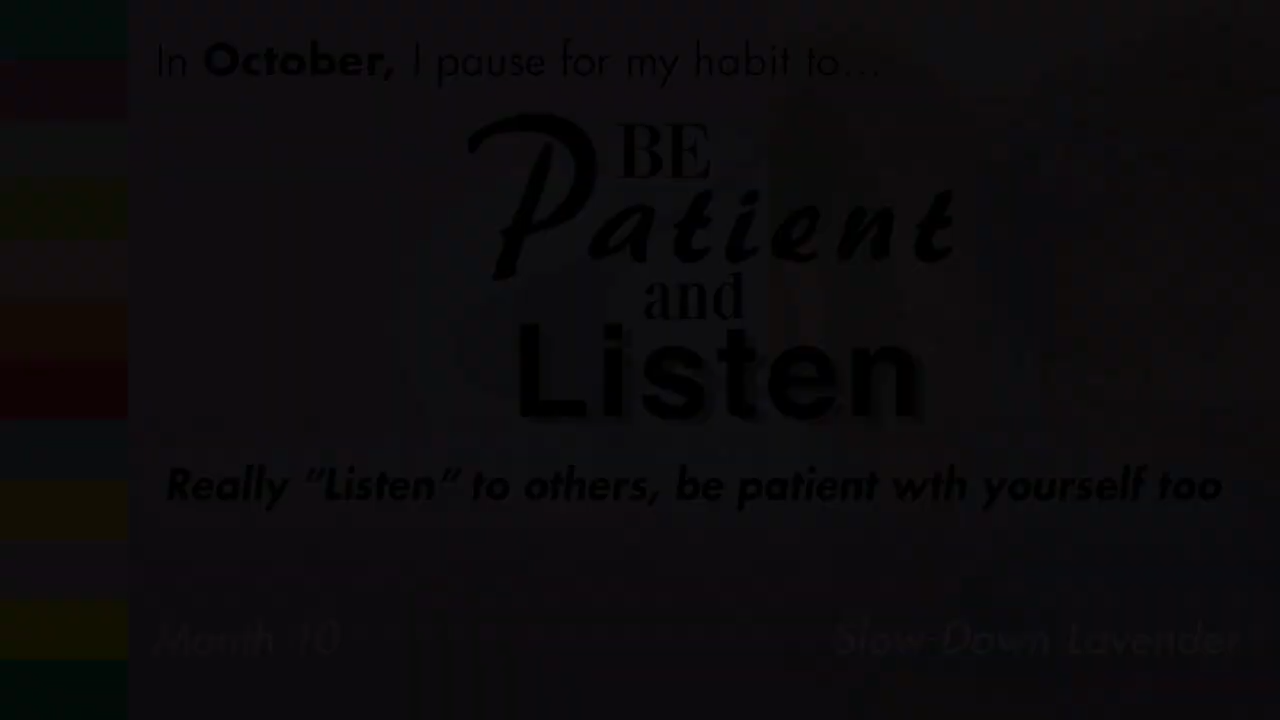 In October, I pause for my habit to...
BE
Patient
and
Listen
Really "Listen" to others, be patient wth yourself too
Month 10
Slow-Down Lavender